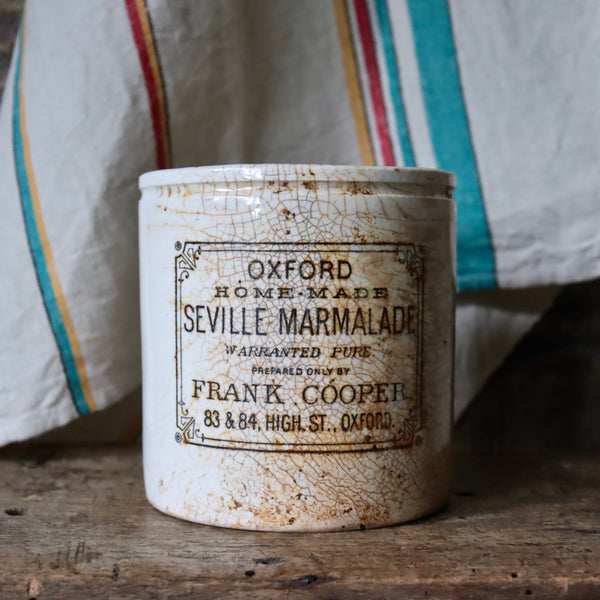 OXFORD
HOME-MADE
SEVILLE MARMALADE
WARRANTED PURE
PREPARED ONLY BY
FRANK COOPER,
83 & 84, HIGH. ST., OXFORD.